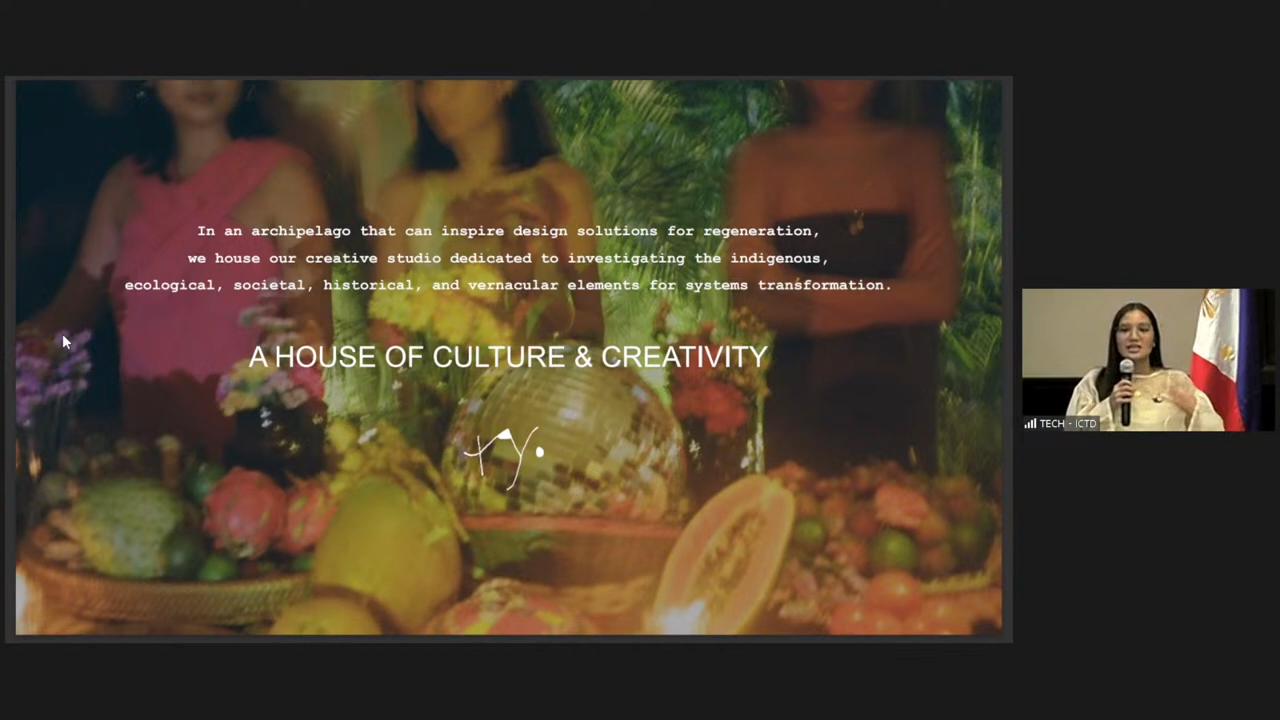 In an archipelago that can inspire design solutions for regeneration,
we house our creative studio dedicated to investigating the indigenous,
ecological, societal, historical, and vernacular elements for systems transformation.
A HOUSE OF CULTURE & CREATIVITY
TECH - ICTD